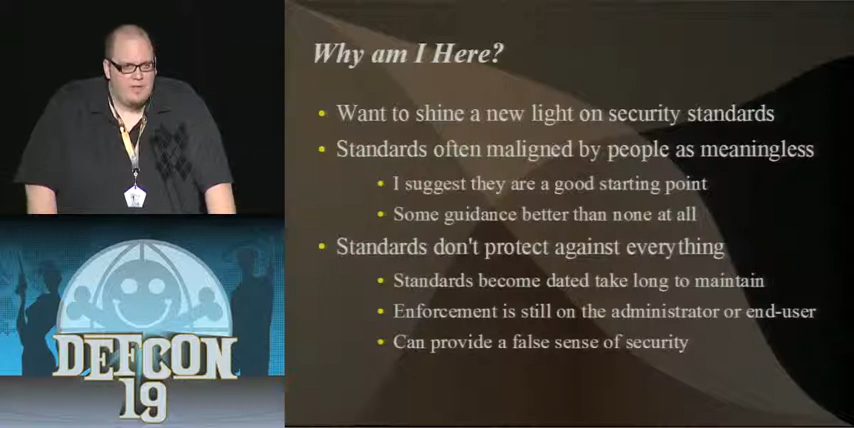 Why am I Here?
Want to shine a new light on security standards
Standards often maligned by people as meaningless
I suggest they are a good starting point
Some guidance better than none at all
Standards don't protect against everything
Standards become dated take long to maintain
Enforcement is still on the administrator or end-user
Can provide a false sense of security
DEFCON
19